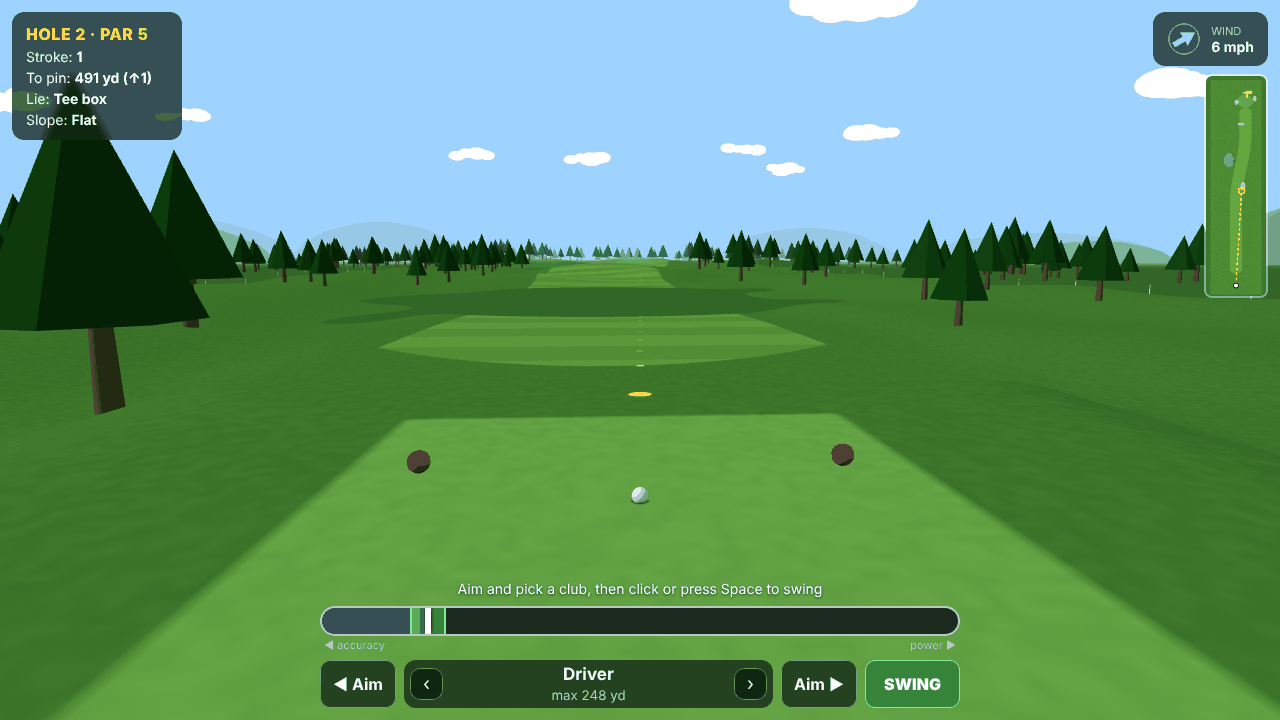 HOLE 2 · PAR 5
Stroke: 1
To pin: 491 yd (↑1)
Lie: Tee box
Slope: Flat
WIND
6 mph
Aim and pick a club, then click or press Space to swing
◀ accuracy
power ▶
◀ Aim
‹
Driver
max 248 yd
›
Aim ▶
SWING